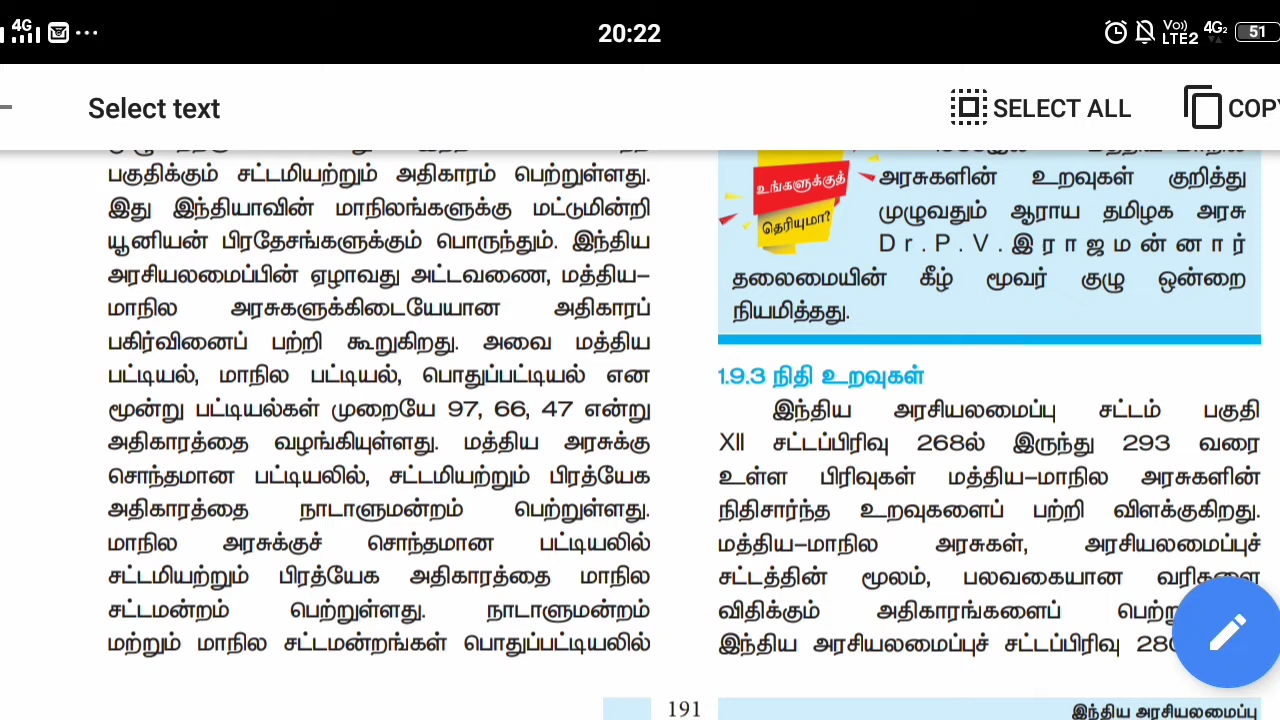 4G
20:22
Vo))
LTE2
4G2
51
Select text
SELECT ALL
COPY
பகுதிக்கும் சட்டமியற்றும் அதிகாரம் பெற்றுள்ளது.
இது இந்தியாவின் மாநிலங்களுக்கு மட்டுமின்றி
யூனியன் பிரதேசங்களுக்கும் பொருந்தும். இந்திய
அரசியலமைப்பின் ஏழாவது அட்டவணை, மத்திய–
மாநில அரசுகளுக்கிடையேயான அதிகாரப்
பகிர்வினைப் பற்றி கூறுகிறது. அவை மத்திய
பட்டியல், மாநில பட்டியல், பொதுப்பட்டியல் என
மூன்று பட்டியல்கள் முறையே 97, 66, 47 என்று
அதிகாரத்தை வழங்கியுள்ளது. மத்திய அரசுக்கு
சொந்தமான பட்டியலில், சட்டமியற்றும் பிரத்யேக
அதிகாரத்தை நாடாளுமன்றம் பெற்றுள்ளது.
மாநில அரசுக்குச் சொந்தமான பட்டியலில்
சட்டமியற்றும் பிரத்யேக அதிகாரத்தை மாநில
சட்டமன்றம் பெற்றுள்ளது. நாடாளுமன்றம்
மற்றும் மாநில சட்டமன்றங்கள் பொதுப்பட்டியலில்
உங்களுக்குத்
தெரியுமா?
அரசுகளின் உறவுகள் குறித்து
முழுவதும் ஆராய தமிழக அரசு
Dr.P.V.இராஜமன்னார்
தலைமையின் கீழ் மூவர் குழு ஒன்றை
நியமித்தது.
1.9.3 நிதி உறவுகள்
இந்திய அரசியலமைப்பு சட்டம் பகுதி
XII சட்டப்பிரிவு 268ல் இருந்து 293 வரை
உள்ள பிரிவுகள் மத்திய–மாநில அரசுகளின்
நிதிசார்ந்த உறவுகளைப் பற்றி விளக்குகிறது.
மத்திய–மாநில அரசுகள், அரசியலமைப்புச்
சட்டத்தின் மூலம், பலவகையான வரிகளை
விதிக்கும் அதிகாரங்களைப்
இந்திய அரசியலமைப்புச் சட்டப்பிரிவு
191
இந்திய அரசியலமைப்பு